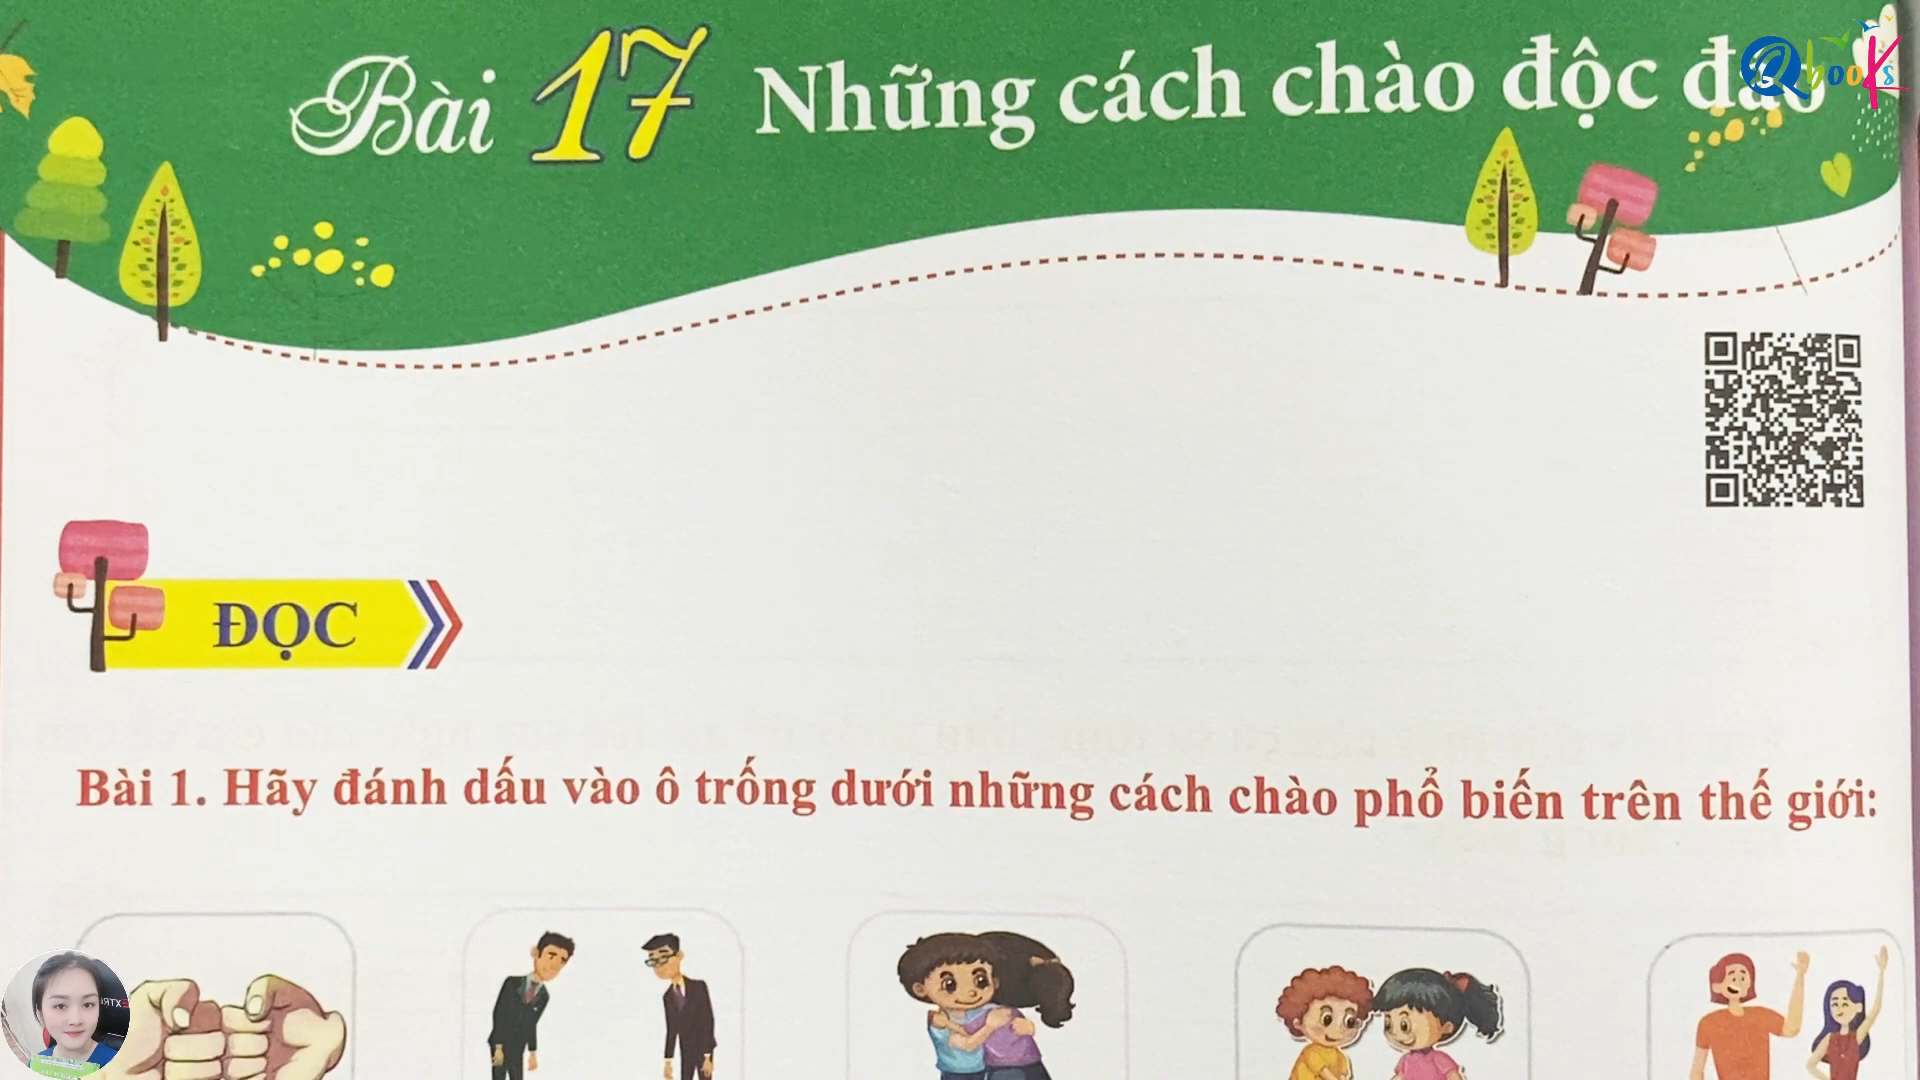 Bài 17 Những cách chào độc đáo
Qbooks
ĐỌC
Bài 1. Hãy đánh dấu vào ô trống dưới những cách chào phổ biến trên thế giới: